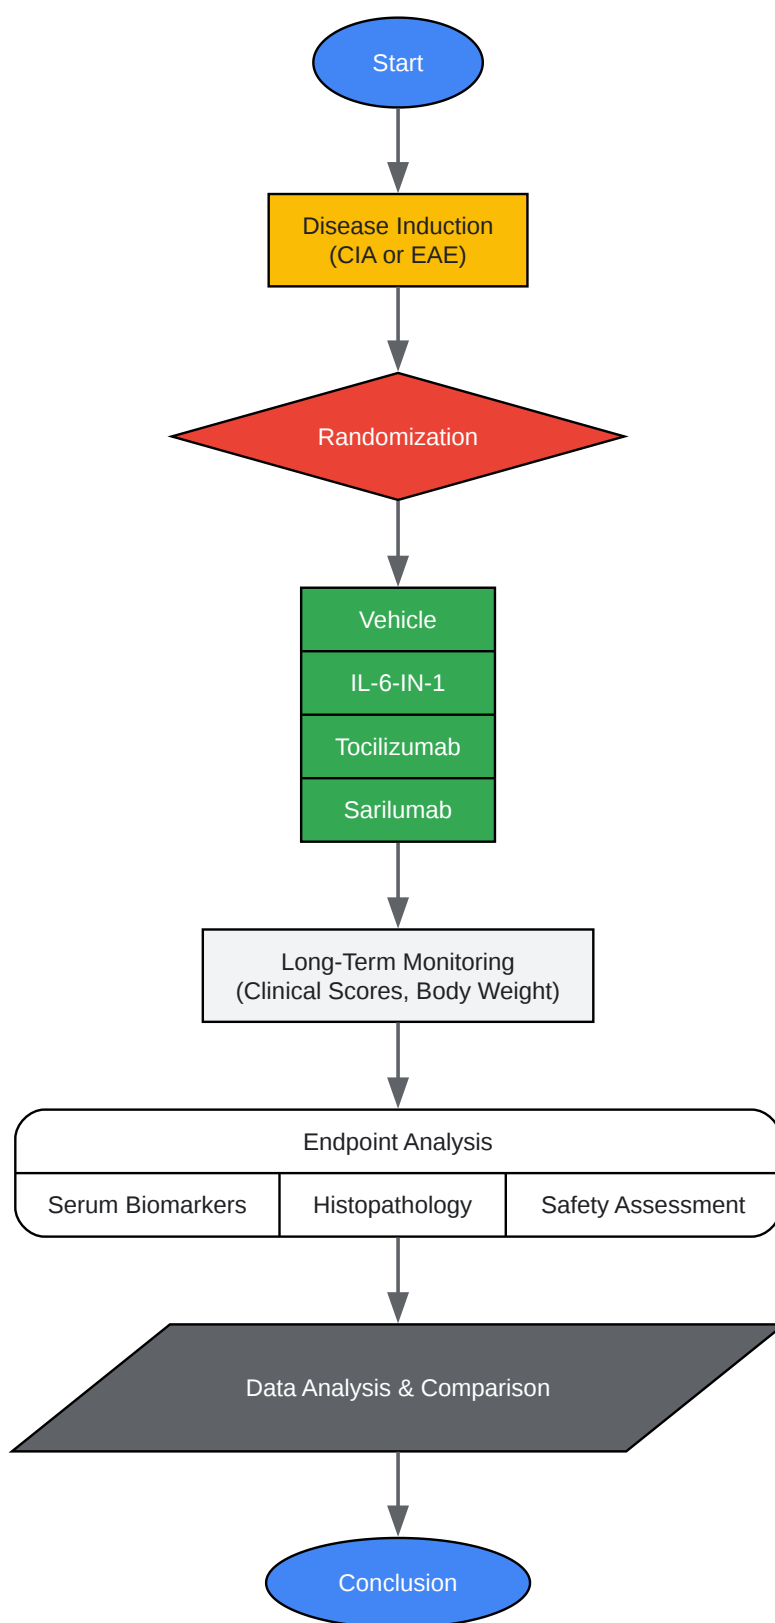 Start
Disease Induction
(CIA or EAE)
Randomization
Vehicle
IL-6-IN-1
Tocilizumab
Sarilumab
Long-Term Monitoring
(Clinical Scores, Body Weight)
Endpoint Analysis
Serum Biomarkers
Histopathology
Safety Assessment
Data Analysis & Comparison
Conclusion